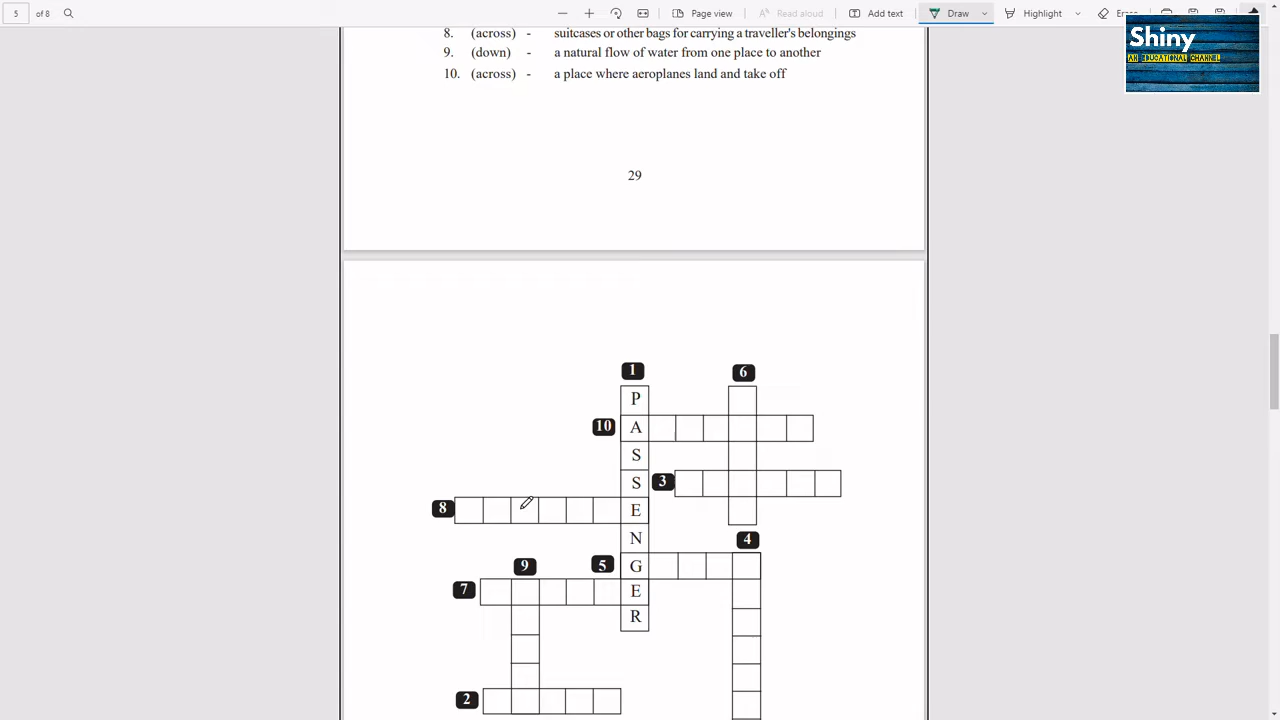 5 of 8 Page view Read aloud Add text Draw Highlight
Shiny
AN EDUCATIONAL CHANNEL
8. (across) - suitcases or other bags for carrying a traveller's belongings
9. (down) - a natural flow of water from one place to another
10. (across) - a place where aeroplanes land and take off
29
1 6
P
10 A
S
S 3
8 E
N 4
9 5 G
7 E
R
2